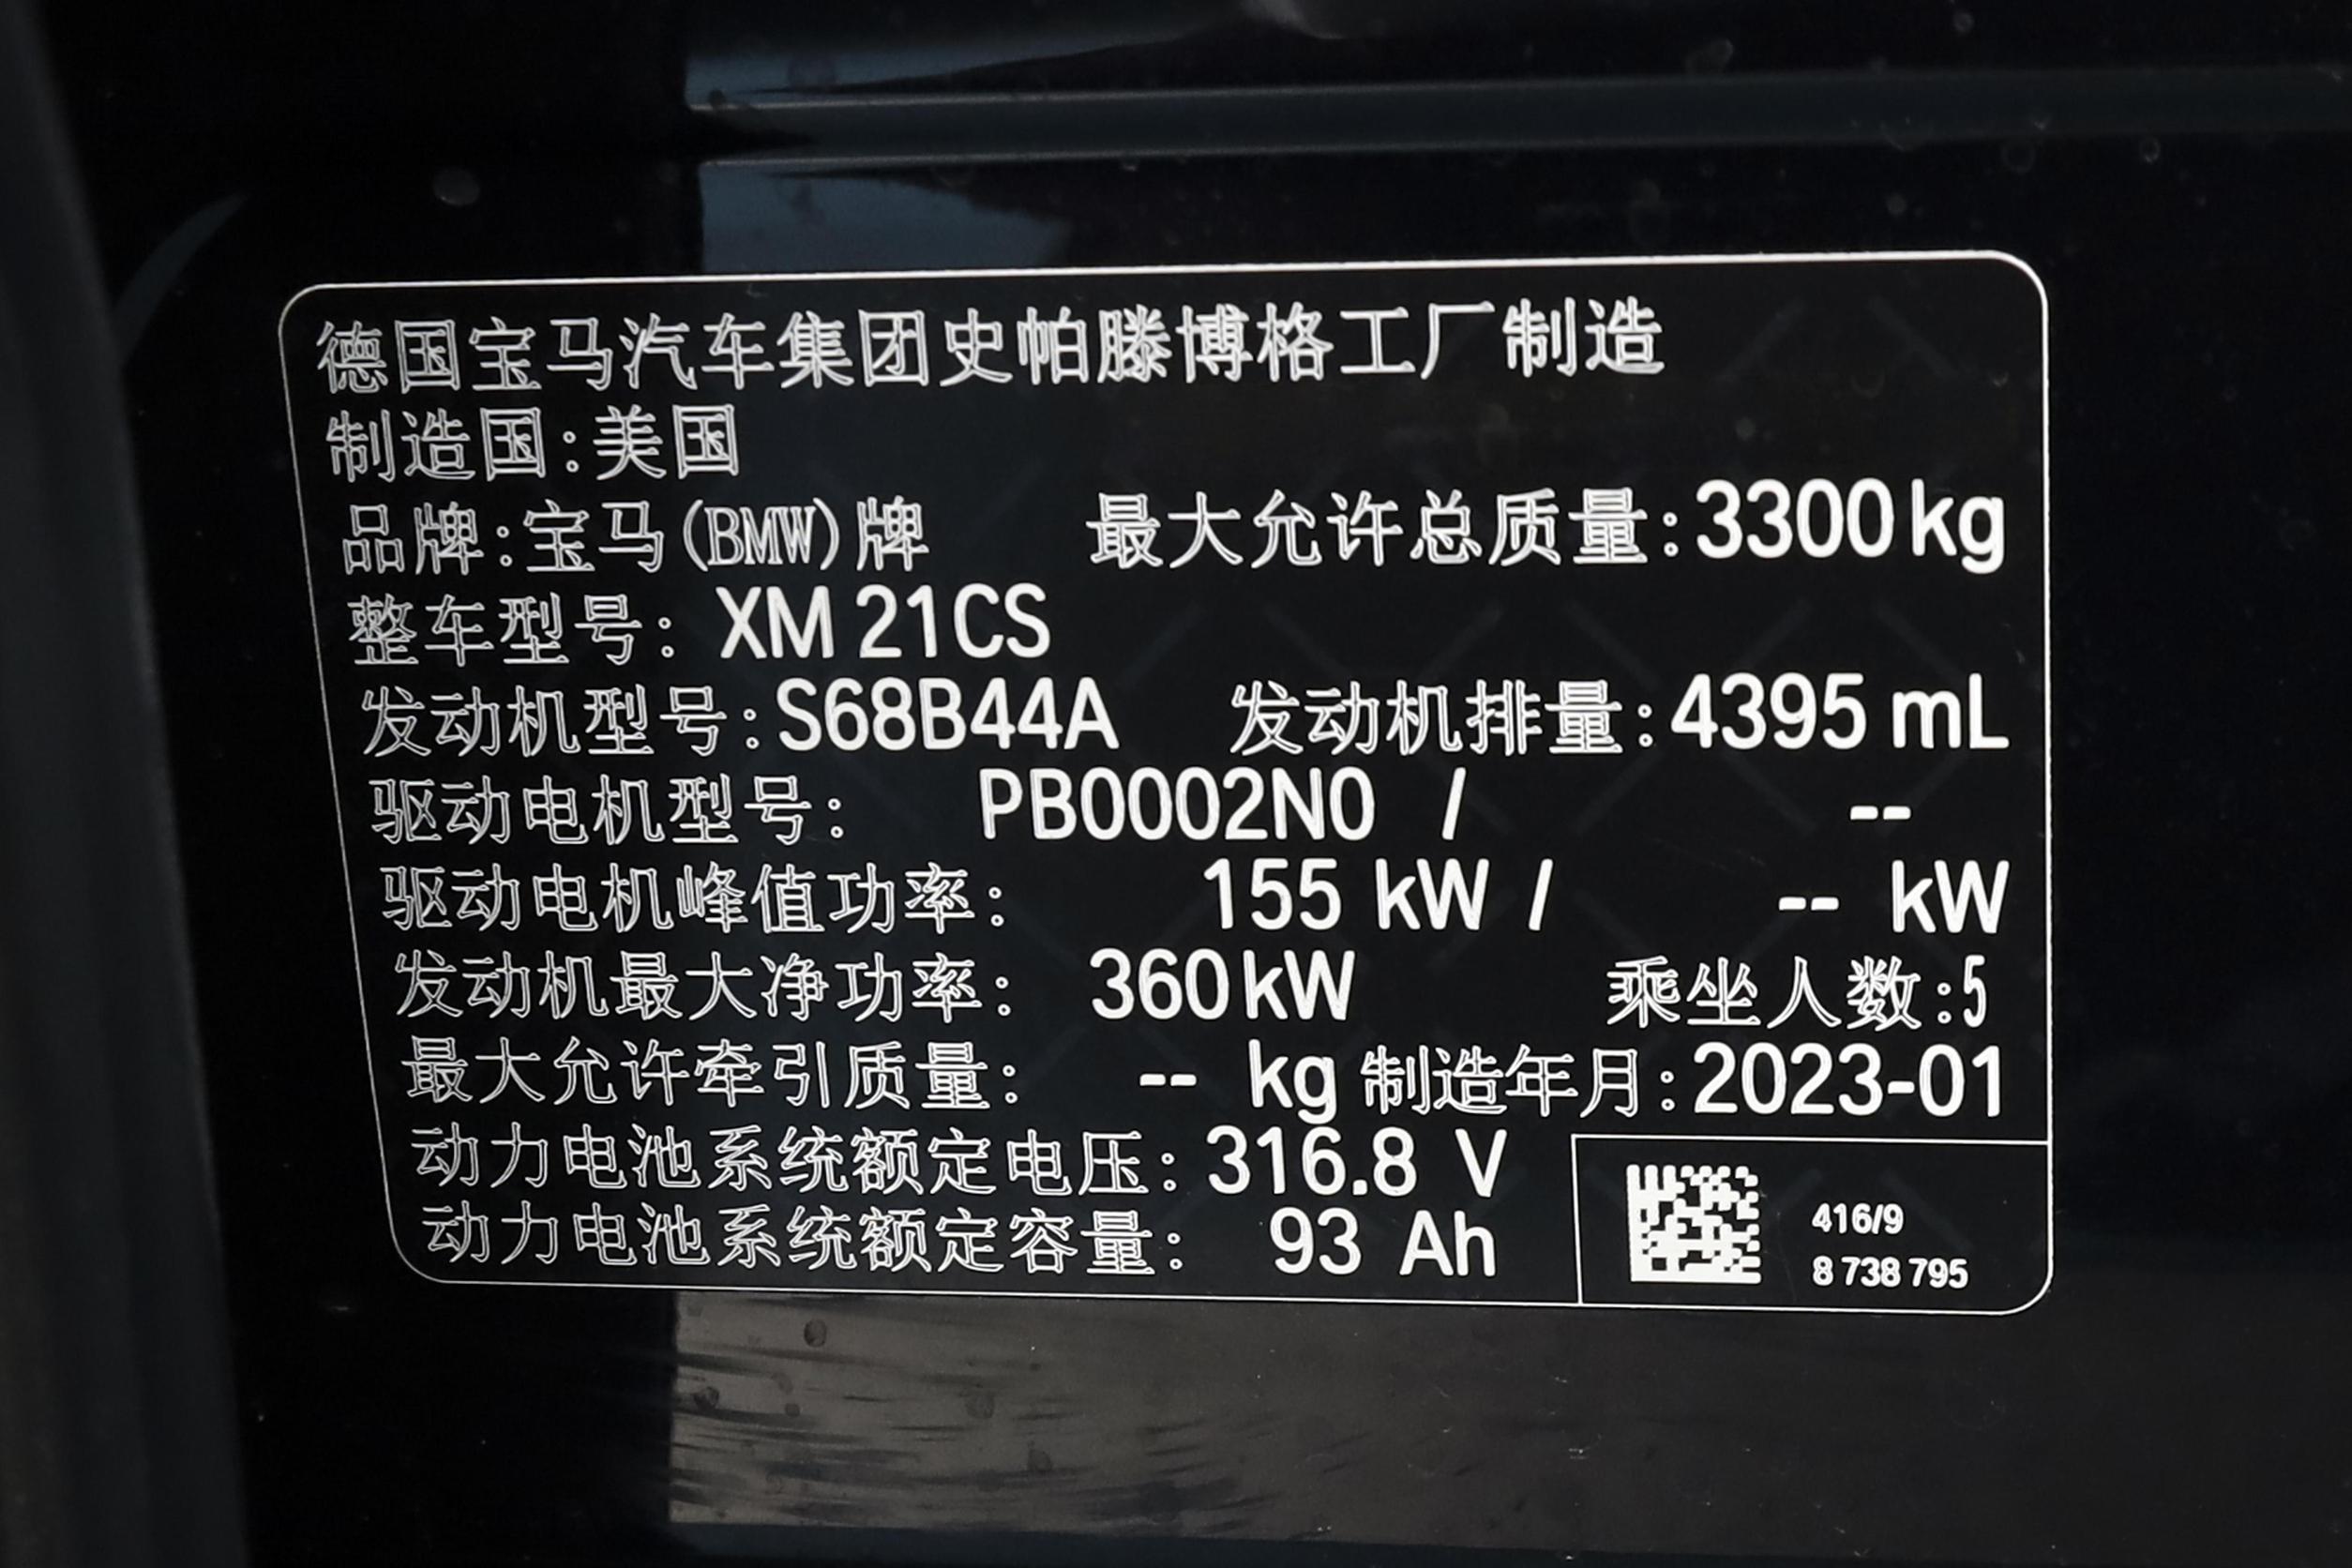 德国宝马汽车集团史帕滕博格工厂制造
制造国:美国
品牌:宝马(BMW)牌 最大允许总质量:3300kg
整车型号: XM 21CS
发动机型号:S68B44A 发动机排量:4395 mL
驱动电机型号: PB0002N0 / --
驱动电机峰值功率: 155 kW / -- kW
发动机最大净功率: 360kW 乘坐人数:5
最大允许牵引质量: -- kg 制造年月:2023-01
动力电池系统额定电压:316.8 V
动力电池系统额定容量: 93 Ah
416/9
8 738 795